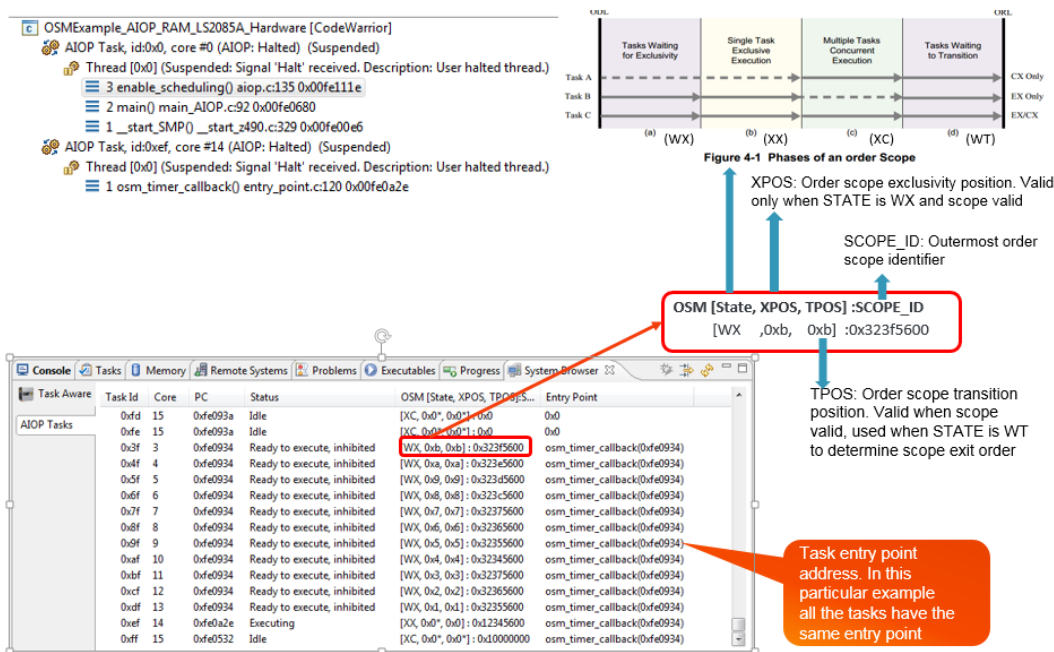 OSMExample_AIOP_RAM_LS2085A_Hardware [CodeWarrior]
AIOP Task, id:0x0, core #0 (AIOP: Halted) (Suspended)
Thread [0x0] (Suspended: Signal 'Halt' received. Description: User halted thread.)
3 enable_scheduling() aiop.c:135 0x00fe111e
2 main() main_AIOP.c:92 0x00fe0680
1 __start_SMP() __start_z490.c:329 0x00fe00e6
AIOP Task, id:0xef, core #14 (AIOP: Halted) (Suspended)
Thread [0x0] (Suspended: Signal 'Halt' received. Description: User halted thread.)
1 osm_timer_callback() entry_point.c:120 0x00fe0a2e
ODL ORL
Tasks Waiting for Exclusivity
Single Task Exclusive Execution
Multiple Tasks Concurrent Execution
Tasks Waiting to Transition
Task A CX Only
Task B EX Only
Task C EX/CX
(a) (WX) (b) (XX) (c) (XC) (d) (WT)
Figure 4-1 Phases of an order Scope
XPOS: Order scope exclusivity position. Valid
only when STATE is WX and scope valid
SCOPE_ID: Outermost order
scope identifier
OSM [State, XPOS, TPOS] :SCOPE_ID
[WX ,0xb, 0xb] :0x323f5600
TPOS: Order scope transition
position. Valid when scope
valid, used when STATE is WT
to determine scope exit order
Console Tasks Memory Remote Systems Problems Executables Progress System Browser
Task Aware
AIOP Tasks
Task Id Core PC Status OSM [State, XPOS, TPOS]:S... Entry Point
0xfd 15 0xfe093a Idle [XC, 0x0*, 0x0*] : 0x0 0x0
0xfe 15 0xfe093a Idle [XC, 0x0*, 0x0*] : 0x0 0x0
0x3f 3 0xfe0934 Ready to execute, inhibited [WX, 0xb, 0xb] : 0x323f5600 osm_timer_callback(0xfe0934)
0x4f 4 0xfe0934 Ready to execute, inhibited [WX, 0xa, 0xa] : 0x323e5600 osm_timer_callback(0xfe0934)
0x5f 5 0xfe0934 Ready to execute, inhibited [WX, 0x9, 0x9] : 0x323d5600 osm_timer_callback(0xfe0934)
0x6f 6 0xfe0934 Ready to execute, inhibited [WX, 0x8, 0x8] : 0x323c5600 osm_timer_callback(0xfe0934)
0x7f 7 0xfe0934 Ready to execute, inhibited [WX, 0x7, 0x7] : 0x32375600 osm_timer_callback(0xfe0934)
0x8f 8 0xfe0934 Ready to execute, inhibited [WX, 0x6, 0x6] : 0x32365600 osm_timer_callback(0xfe0934)
0x9f 9 0xfe0934 Ready to execute, inhibited [WX, 0x5, 0x5] : 0x32355600 osm_timer_callback(0xfe0934)
0xaf 10 0xfe0934 Ready to execute, inhibited [WX, 0x4, 0x4] : 0x32345600 osm_timer_callback(0xfe0934)
0xbf 11 0xfe0934 Ready to execute, inhibited [WX, 0x3, 0x3] : 0x32375600 osm_timer_callback(0xfe0934)
0xcf 12 0xfe0934 Ready to execute, inhibited [WX, 0x2, 0x2] : 0x32365600 osm_timer_callback(0xfe0934)
0xdf 13 0xfe0934 Ready to execute, inhibited [WX, 0x1, 0x1] : 0x32355600 osm_timer_callback(0xfe0934)
0xef 14 0xfe0a2e Executing [XX, 0x0*, 0x0] : 0x12345600 osm_timer_callback(0xfe0934)
0xff 15 0xfe0532 Idle [XC, 0x0*, 0x0*] : 0x10000000 osm_timer_callback(0xfe0934)
Task entry point
address. In this
particular example
all the tasks have the
same entry point